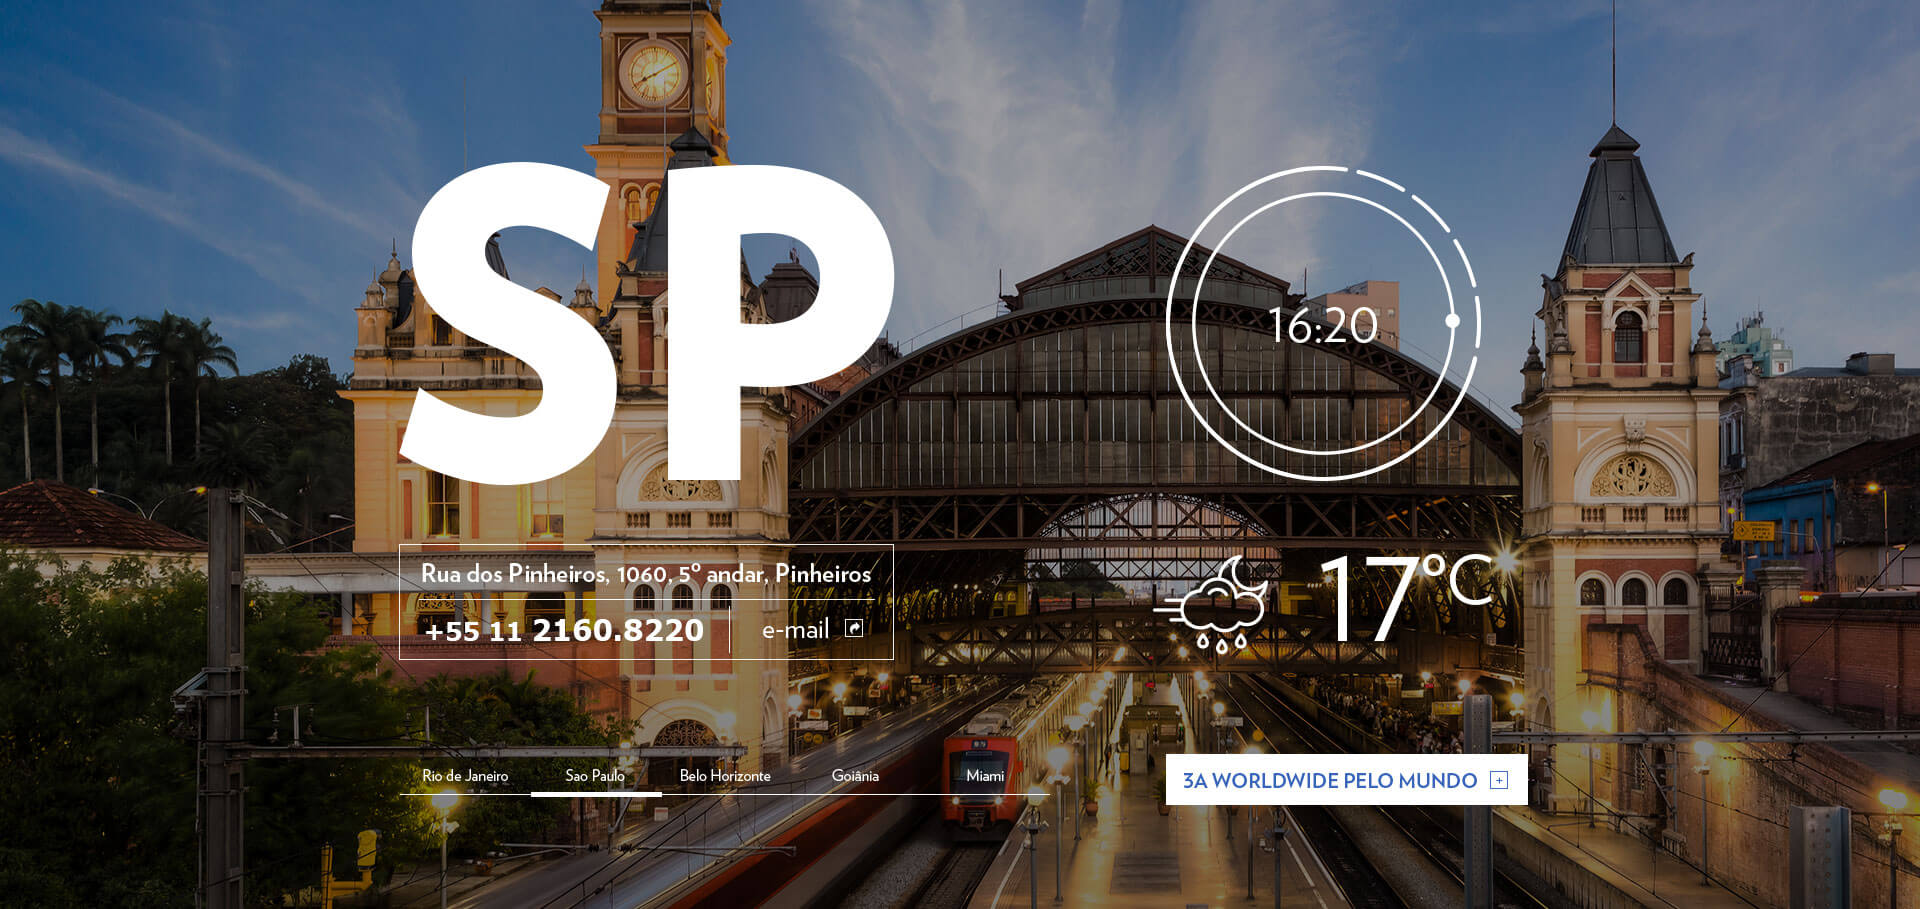 SP
16:20
Rua dos Pinheiros, 1060, 5º andar, Pinheiros
+55 11 2160.8220
e-mail
17ºC
Rio de Janeiro
Sao Paulo
Belo Horizonte
Goiânia
Miami
3A WORLDWIDE PELO MUNDO